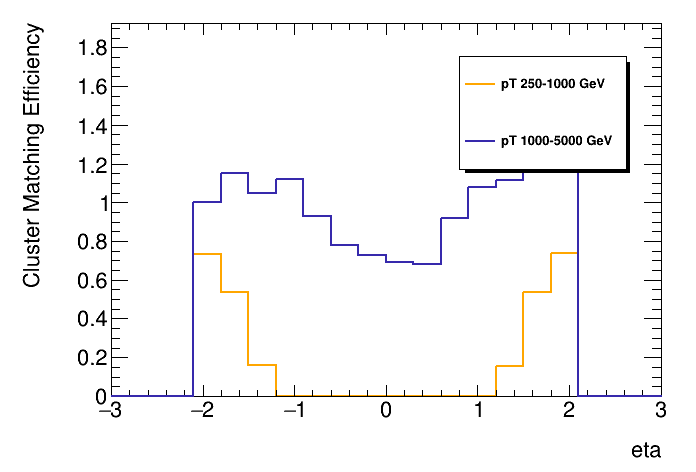 Cluster Matching Efficiency
1.8
1.6
1.4
1.2
1
0.8
0.6
0.4
0.2
0
pT 250-1000 GeV
pT 1000-5000 GeV
−3 −2 −1 0 1 2 3
eta